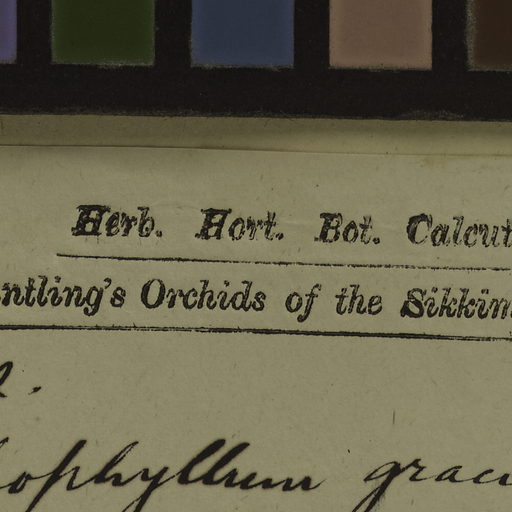 Herb. Hort. Bot. Calcut
ntling's Orchids of the Sikkim
ophyllum grac